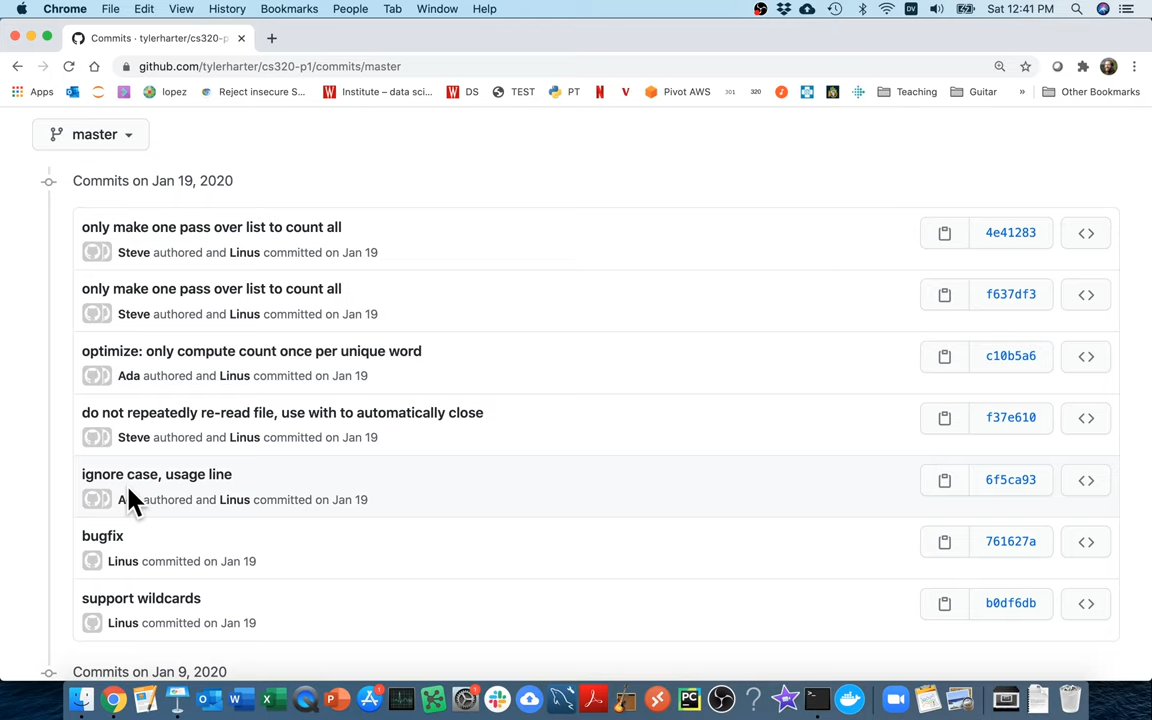 Chrome File Edit View History Bookmarks People Tab Window Help DV Sat 12:41 PM
Commits · tylerharter/cs320-p
github.com/tylerharter/cs320-p1/commits/master
Apps lopez Reject insecure S... Institute – data sci... DS TEST PT Pivot AWS 301 320 Teaching Guitar » Other Bookmarks
master
Commits on Jan 19, 2020
only make one pass over list to count all
Steve authored and Linus committed on Jan 19
4e41283
only make one pass over list to count all
Steve authored and Linus committed on Jan 19
f637df3
optimize: only compute count once per unique word
Ada authored and Linus committed on Jan 19
c10b5a6
do not repeatedly re-read file, use with to automatically close
Steve authored and Linus committed on Jan 19
f37e610
ignore case, usage line
authored and Linus committed on Jan 19
6f5ca93
bugfix
Linus committed on Jan 19
761627a
support wildcards
Linus committed on Jan 19
b0df6db
Commits on Jan 9, 2020